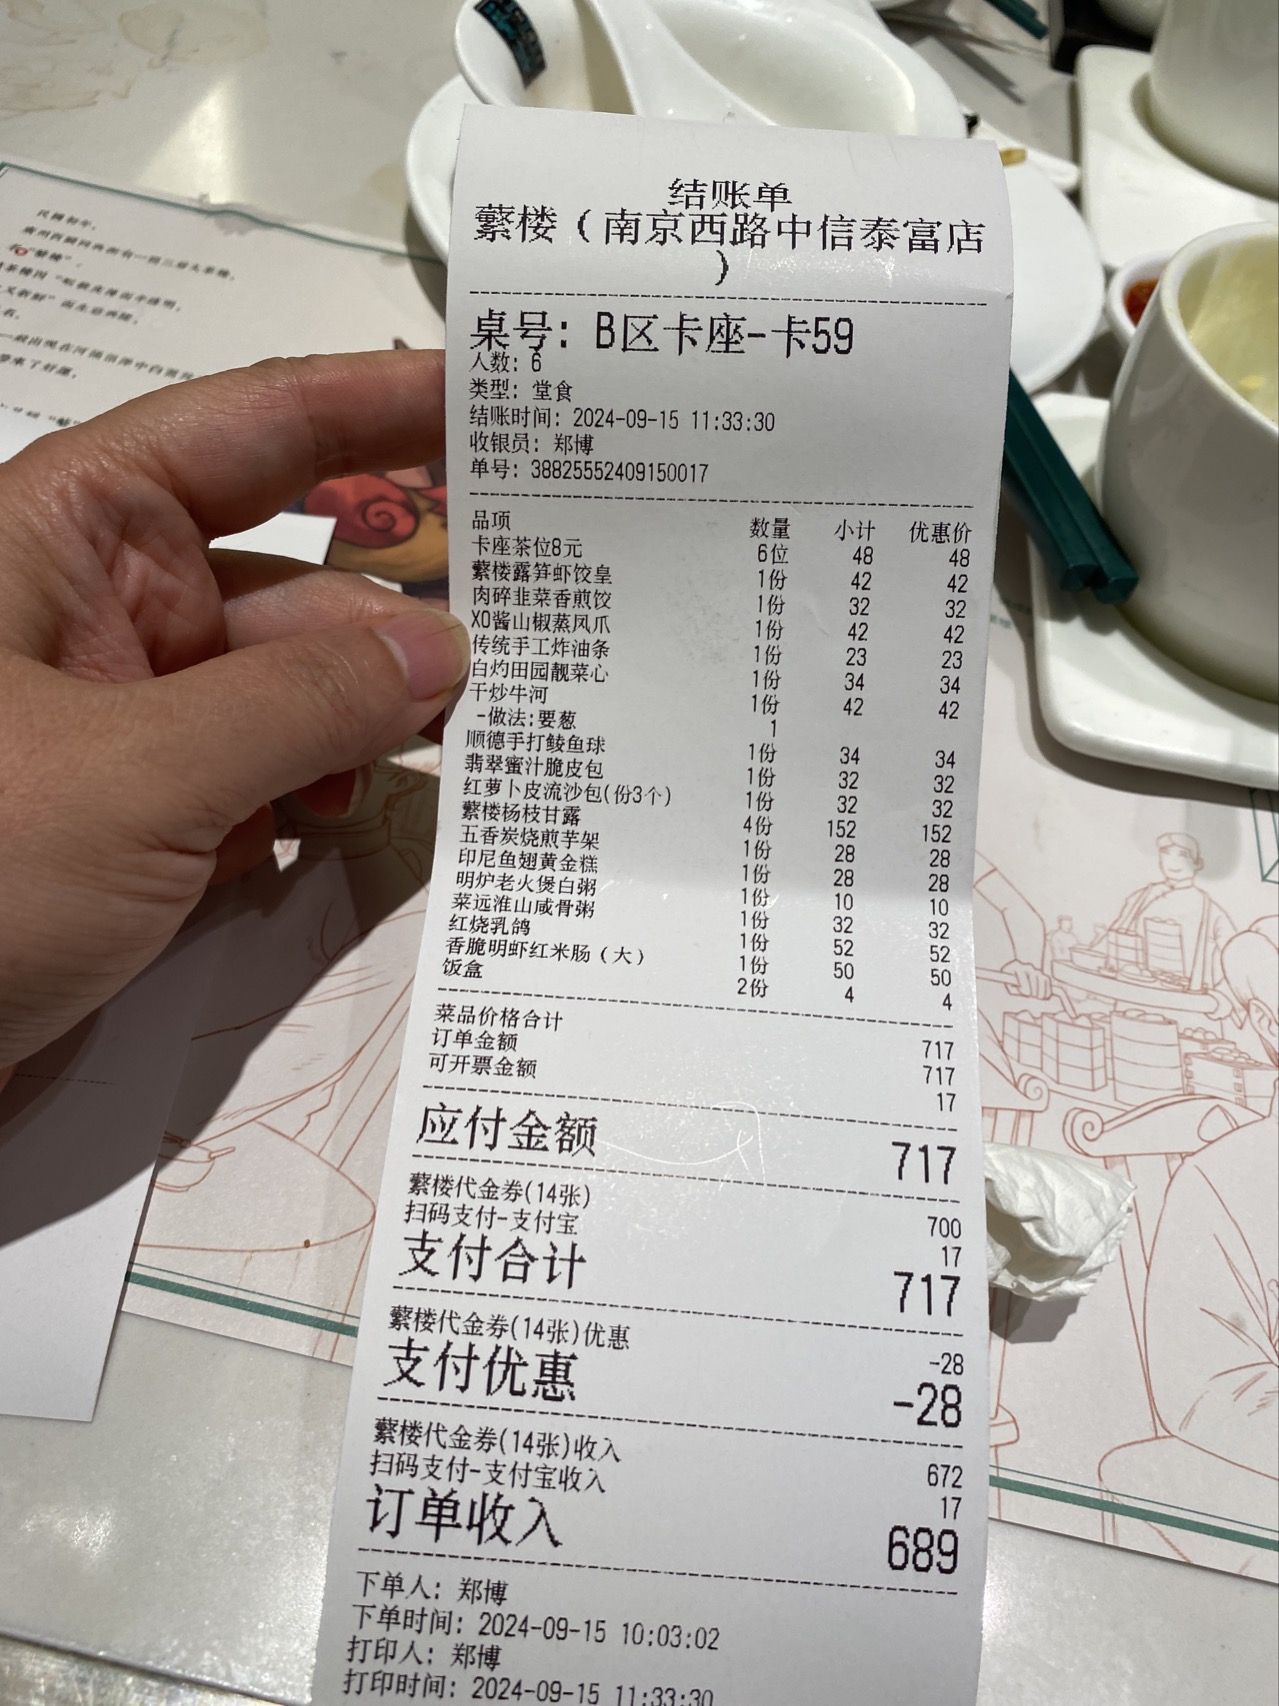 结账单
蘩楼（南京西路中信泰富店
）
桌号: B区卡座-卡59
人数: 6
类型: 堂食
结账时间: 2024-09-15 11:33:30
收银员: 郑博
单号: 38825552409150017
品项 数量 小计 优惠价
卡座茶位8元 6位 48 48
蘩楼露笋虾饺皇 1份 42 42
肉碎韭菜香煎饺 1份 32 32
XO酱山椒蒸凤爪 1份 42 42
传统手工炸油条 1份 23 23
白灼田园靓菜心 1份 34 34
干炒牛河 1份 42 42
-做法:要葱 1
顺德手打鲮鱼球 1份 34 34
翡翠蜜汁脆皮包 1份 32 32
红萝卜皮流沙包(份3个) 1份 32 32
蘩楼杨枝甘露 4份 152 152
五香炭烧煎芋架 1份 28 28
印尼鱼翅黄金糕 1份 28 28
明炉老火煲白粥 1份 10 10
菜远淮山咸骨粥 1份 32 32
红烧乳鸽 1份 52 52
香脆明虾红米肠（大） 1份 50 50
饭盒 2份 4 4
菜品价格合计 717
订单金额 717
可开票金额 17
应付金额 717
蘩楼代金券(14张) 700
扫码支付-支付宝 17
支付合计 717
蘩楼代金券(14张)优惠 -28
支付优惠 -28
蘩楼代金券(14张)收入 672
扫码支付-支付宝收入 17
订单收入 689
下单人: 郑博
下单时间: 2024-09-15 10:03:02
打印人: 郑博
打印时间: 2024-09-15 11:33:30